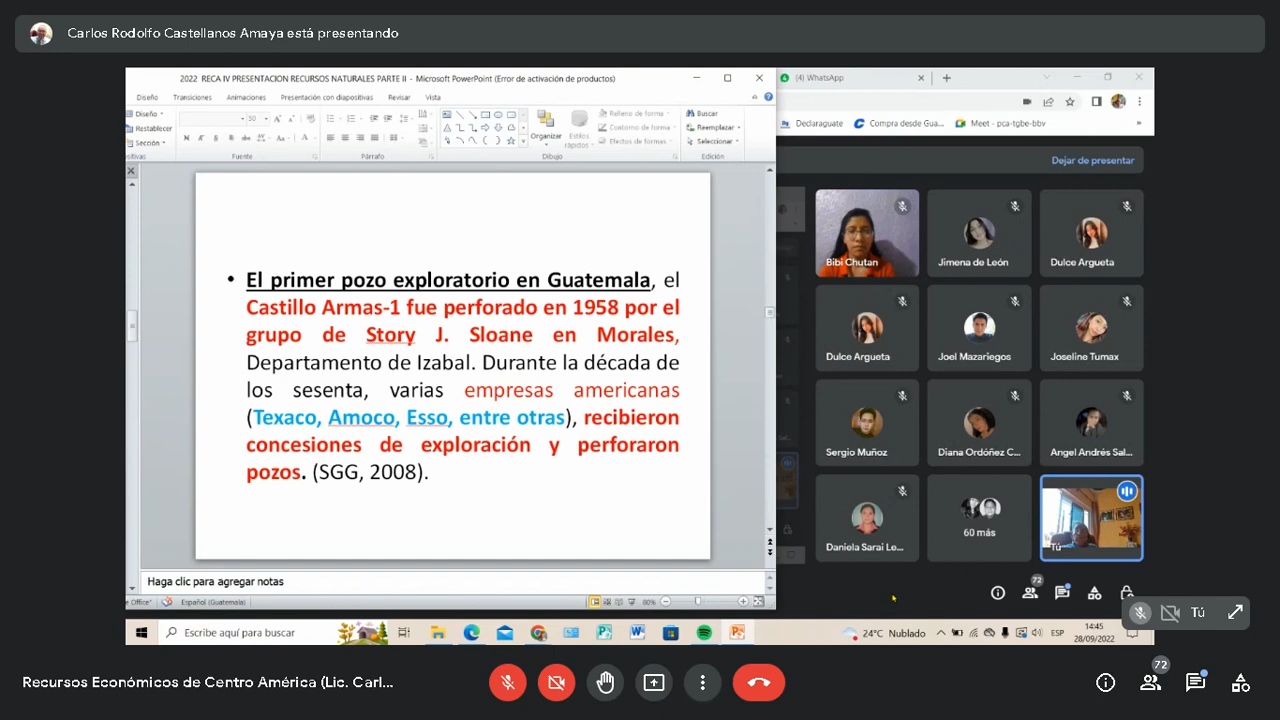 Carlos Rodolfo Castellanos Amaya está presentando
2022 RECA IV PRESENTACION RECURSOS NATURALES PARTE II - Microsoft PowerPoint (Error de activación de productos)
Diseño Transiciones Animaciones Presentación con diapositivas Revisar Vista
Diseño
Restablecer
Sección
Fuente
Párrafo
Organizar
Estilos rápidos
Relleno de forma
Contorno de forma
Efectos de formas
Dibujo
Buscar
Reemplazar
Seleccionar
Edición
• El primer pozo exploratorio en Guatemala, el
Castillo Armas-1 fue perforado en 1958 por el
grupo de Story J. Sloane en Morales,
Departamento de Izabal. Durante la década de
los sesenta, varias empresas americanas
(Texaco, Amoco, Esso, entre otras), recibieron
concesiones de exploración y perforaron
pozos. (SGG, 2008).
Haga clic para agregar notas
Español (Guatemala)
80%
(4) WhatsApp
Declaraguate Compra desde Gua... Meet - pca-tgbe-bbv
Dejar de presentar
Bibi Chutan Jimena de León Dulce Argueta
Dulce Argueta Joel Mazariegos Joseline Tumax
Sergio Muñoz Diana Ordóñez C... Angel Andrés Sal...
Daniela Sarai Le... 60 más Tú
72
Tú
Escribe aquí para buscar
24°C Nublado
ESP
14:45
28/09/2022
Recursos Económicos de Centro América (Lic. Carl...
72